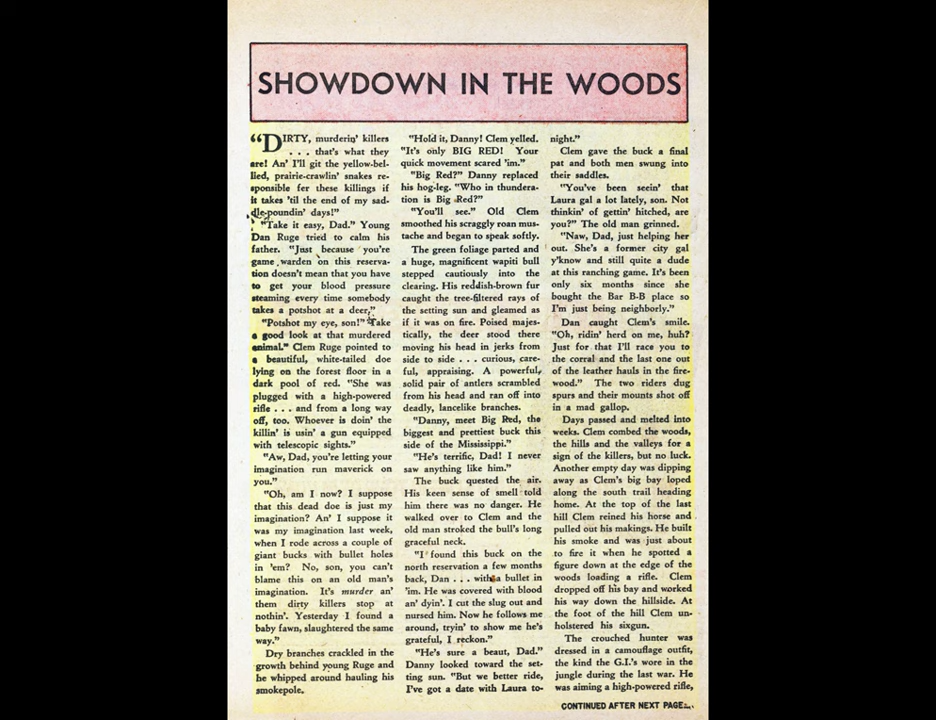 SHOWDOWN IN THE WOODS
"DIRTY, murderin' killers
. . . that's what they
are! An' I'll git the yellow-bel-
lied, prairie-crawlin' snakes re-
sponsible fer these killings if
it takes 'til the end of my sad-
dle-poundin' days!"
"Take it easy, Dad." Young
Dan Ruge tried to calm his
father. "Just because you're
game warden on this reserva-
tion doesn't mean that you have
to get your blood pressure
steaming every time somebody
takes a potshot at a deer."
"Potshot my eye, son!" Take
a good look at that murdered
animal." Clem Ruge pointed to
a beautiful, white-tailed doe
lying on the forest floor in a
dark pool of red. "She was
plugged with a high-powered
rifle . . . and from a long way
off, too. Whoever is doin' the
killin' is usin' a gun equipped
with telescopic sights."
"Aw, Dad, you're letting your
imagination run maverick on
you."
"Oh, am I now? I suppose
that this dead doe is just my
imagination? An' I suppose it
was my imagination last week,
when I rode across a couple of
giant bucks with bullet holes
in 'em? No, son, you can't
blame this on an old man's
imagination. It's murder an'
them dirty killers stop at
nothin'. Yesterday I found a
baby fawn, slaughtered the same
way."
Dry branches crackled in the
growth behind young Ruge and
he whipped around hauling his
smokepole.
"Hold it, Danny! Clem yelled.
"It's only BIG RED! Your
quick movement scared 'im."
"Big Red?" Danny replaced
his hog-leg. "Who in thundera-
tion is Big Red?"
"You'll see." Old Clem
smoothed his scraggly roan mus-
tache and began to speak softly.
The green foliage parted and
a huge, magnificent wapiti bull
stepped cautiously into the
clearing. His reddish-brown fur
caught the tree-filtered rays of
the setting sun and gleamed as
if it was on fire. Poised majes-
tically, the deer stood there
moving his head in jerks from
side to side . . . curious, care-
ful, appraising. A powerful,
solid pair of antlers scrambled
from his head and ran off into
deadly, lancelike branches.
"Danny, meet Big Red, the
biggest and prettiest buck this
side of the Mississippi."
"He's terrific, Dad! I never
saw anything like him."
The buck quested the air.
His keen sense of smell told
him there was no danger. He
walked over to Clem and the
old man stroked the bull's long
graceful neck.
"I found this buck on the
north reservation a few months
back, Dan . . . with a bullet in
'im. He was covered with blood
an' dyin'. I cut the slug out and
nursed him. Now he follows me
around, tryin' to show me he's
grateful, I reckon."
"He's sure a beaut, Dad."
Danny looked toward the set-
ting sun. "But we better ride,
I've got a date with Laura to-
night."
Clem gave the buck a final
pat and both men swung into
their saddles.
"You've been seein' that
Laura gal a lot lately, son. Not
thinkin' of gettin' hitched, are
you?" The old man grinned.
"Naw, Dad, just helping her
out. She's a former city gal
y'know and still quite a dude
at this ranching game. It's been
only six months since she
bought the Bar B-B place so
I'm just being neighborly."
Dan caught Clem's smile.
"Oh, ridin' herd on me, huh?
Just for that I'll race you to
the corral and the last one out
of the leather hauls in the fire-
wood." The two riders dug
spurs and their mounts shot off
in a mad gallop.
Days passed and melted into
weeks. Clem combed the woods,
the hills and the valleys for a
sign of the killers, but no luck.
Another empty day was dipping
away as Clem's big bay loped
along the south trail heading
home. At the top of the last
hill Clem reined his horse and
pulled out his makings. He built
his smoke and was just about
to fire it when he spotted a
figure down at the edge of the
woods loading a rifle. Clem
dropped off his bay and worked
his way down the hillside. At
the foot of the hill Clem un-
holstered his sixgun.
The crouched hunter was
dressed in a camouflage outfit,
the kind the G.I.'s wore in the
jungle during the last war. He
was aiming a high-powered rifle,
CONTINUED AFTER NEXT PAGE...